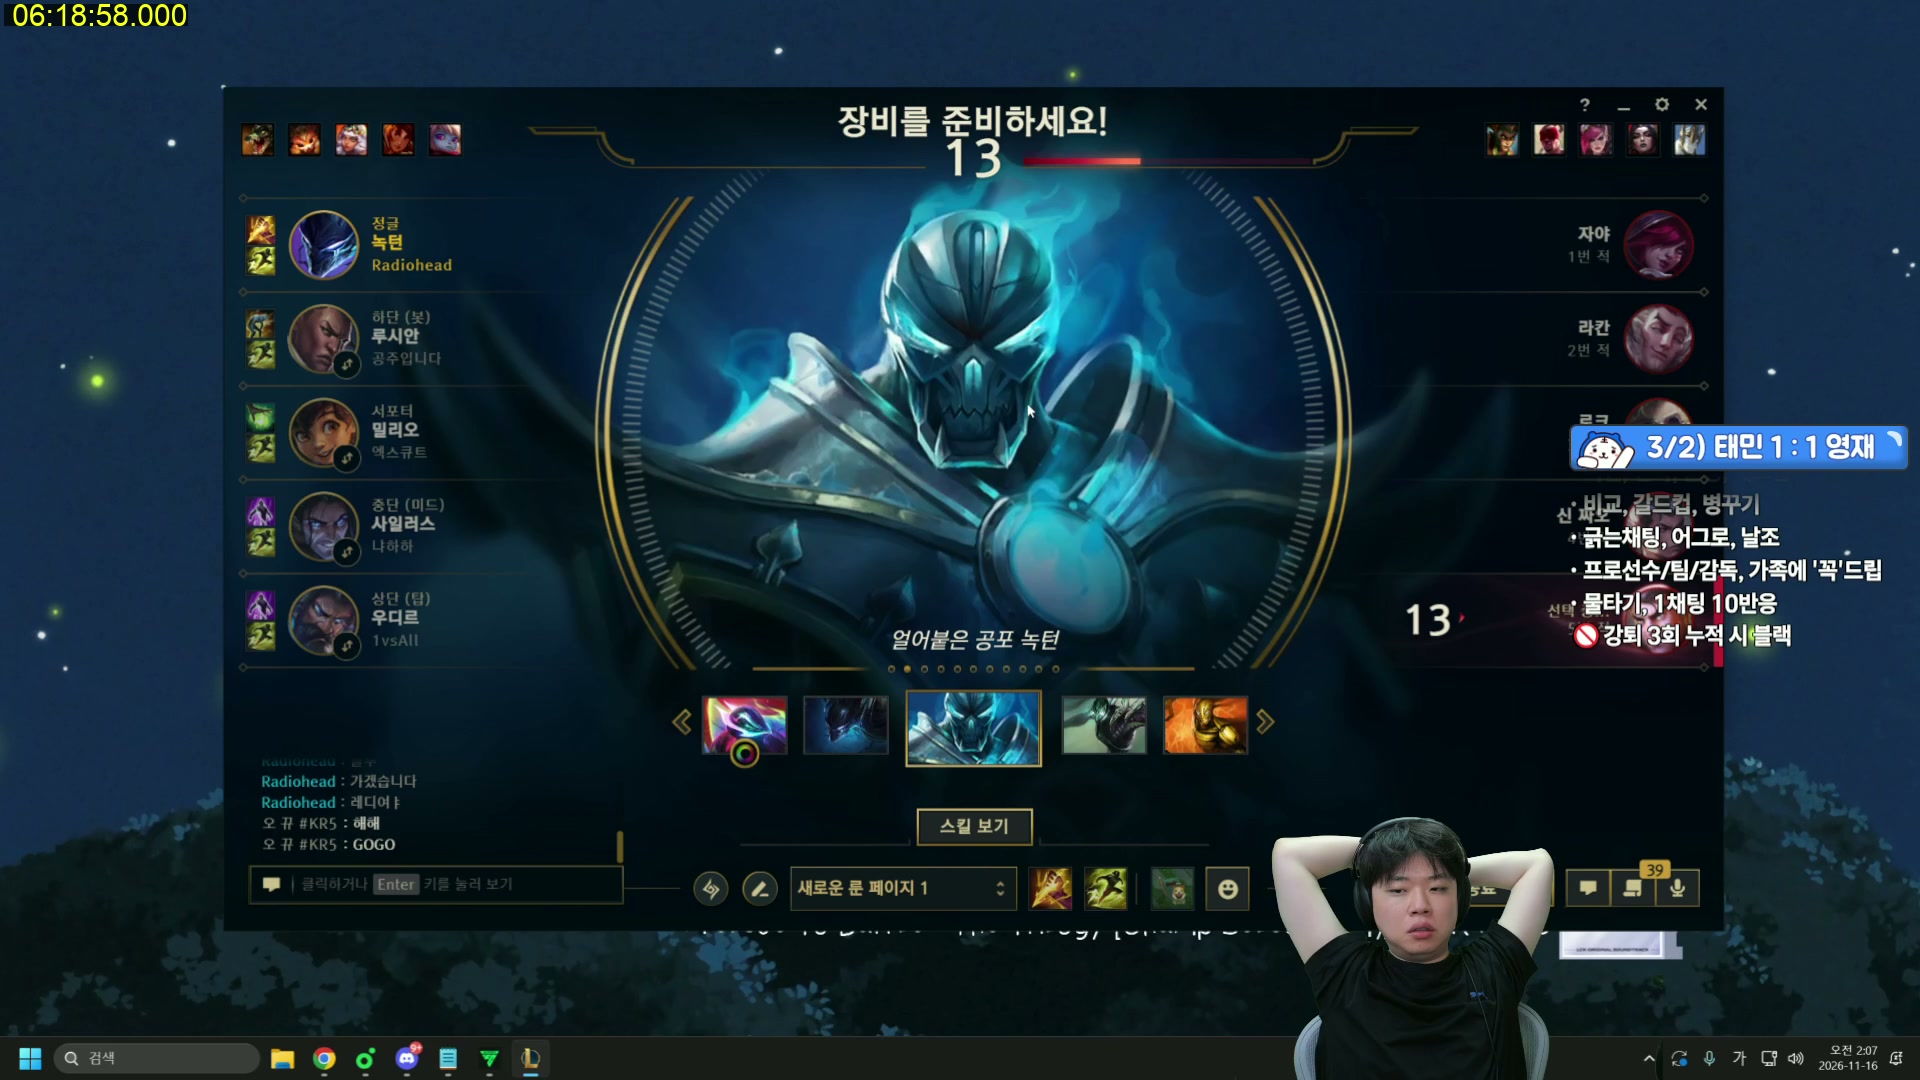 06:18:58.000
장비를 준비하세요!
13
정글
녹턴
Radiohead
하단 (봇)
루시안
공주입니다
서포터
밀리오
엑스큐트
중단 (미드)
사일러스
냐하하
상단 (탑)
우디르
1vsAll
자야
1번 적
라칸
2번 적
3/2) 태민 1 : 1 영재
• 비교, 갈드컵, 병꾸기
• 긁는채팅, 어그로, 날조
• 프로선수/팀/감독, 가족에 '꼭'드립
• 물타기, 1채팅 10반응
강퇴 3회 누적 시 블랙
13
얼어붙은 공포 녹턴
스킬 보기
Radiohead : 가겠습니다
Radiohead : 레디여ㅑ
오 뀨 #KR5 : 해해
오 뀨 #KR5 : GOGO
클릭하거나 Enter 키를 눌러 보기
새로운 룬 페이지 1
39
LCK ORIGINAL SOUNDTRACK
검색
9+
가
오전 2:07
2026-11-16